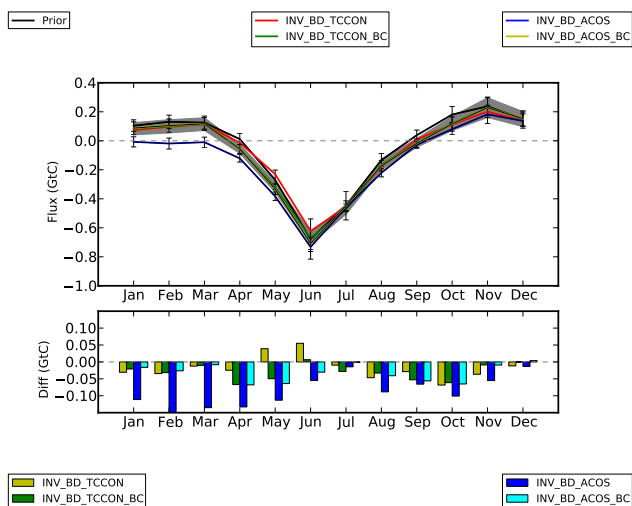 Prior
INV_BD_TCCON
INV_BD_TCCON_BC
INV_BD_ACOS
INV_BD_ACOS_BC
0.4
0.2
0.0
−0.2
−0.4
−0.6
−0.8
−1.0
Flux (GtC)
Jan Feb Mar Apr May Jun Jul Aug Sep Oct Nov Dec
0.10
0.05
0.00
−0.05
−0.10
Diff (GtC)
Jan Feb Mar Apr May Jun Jul Aug Sep Oct Nov Dec
INV_BD_TCCON
INV_BD_TCCON_BC
INV_BD_ACOS
INV_BD_ACOS_BC